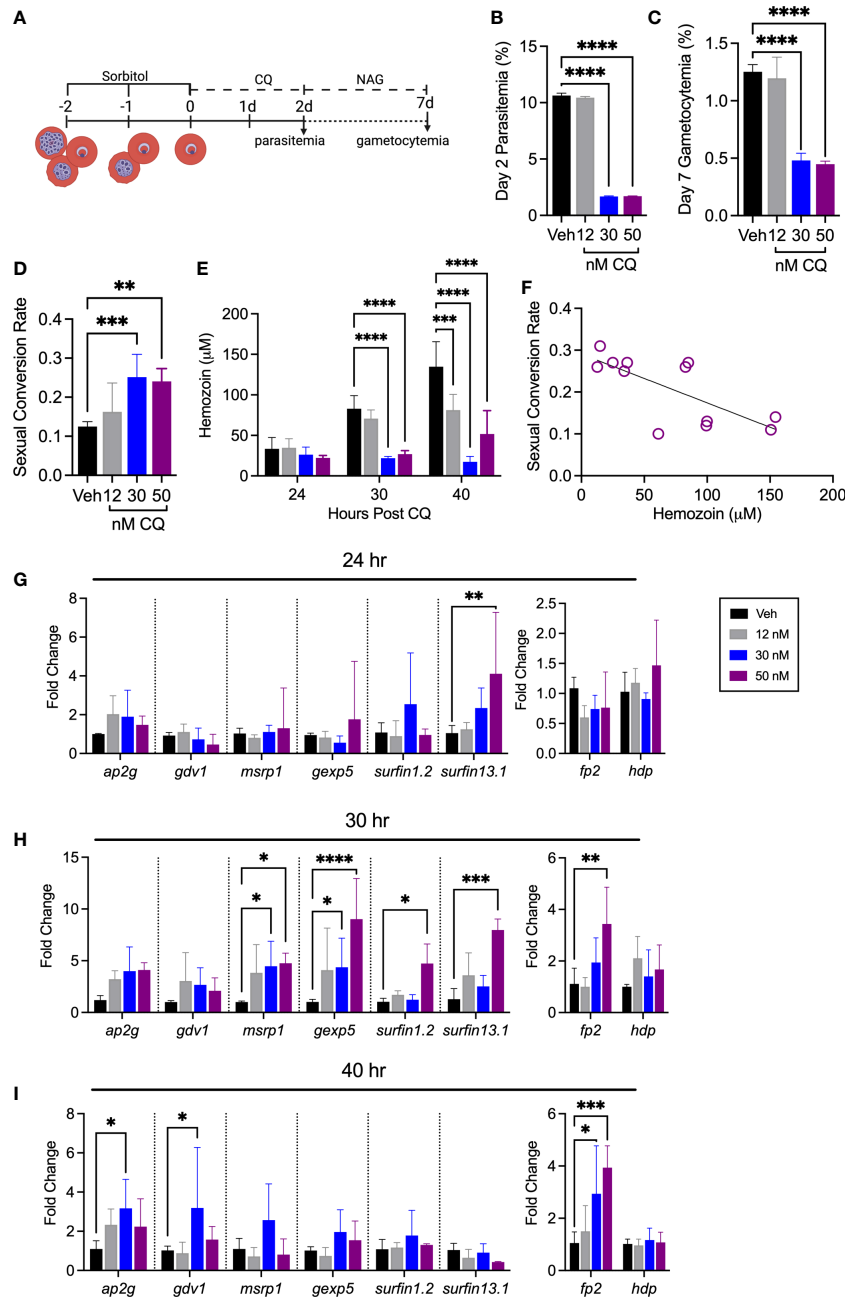 A
Sorbitol CQ NAG
-2 -1 0 1d 2d 7d
parasitemia gametocytemia
B
Day 2 Parasitemia (%)
15
10
5
0
**** 
****
Veh 12 30 50
nM CQ
C
Day 7 Gametocytemia (%)
1.5
1.0
0.5
0.0
****
****
Veh 12 30 50
nM CQ
D
Sexual Conversion Rate
0.4
0.3
0.2
0.1
0.0
**
***
Veh 12 30 50
nM CQ
E
Hemozoin (μM)
200
150
100
50
0
****
****
****
****
***
24 30 40
Hours Post CQ
F
Sexual Conversion Rate
0.4
0.3
0.2
0.1
0.0
0 50 100 150 200
Hemozoin (μM)
G
24 hr
Fold Change
8
6
4
2
0
**
ap2g gdv1 msrp1 gexp5 surfin1.2 surfin13.1
Fold Change
2.5
2.0
1.5
1.0
0.5
0.0
fp2 hdp
Veh
12 nM
30 nM
50 nM
H
30 hr
Fold Change
15
10
5
0
*
*
****
*
*
***
ap2g gdv1 msrp1 gexp5 surfin1.2 surfin13.1
Fold Change
6
4
2
0
**
fp2 hdp
I
40 hr
Fold Change
8
6
4
2
0
*
*
ap2g gdv1 msrp1 gexp5 surfin1.2 surfin13.1
Fold Change
6
4
2
0
***
*
fp2 hdp